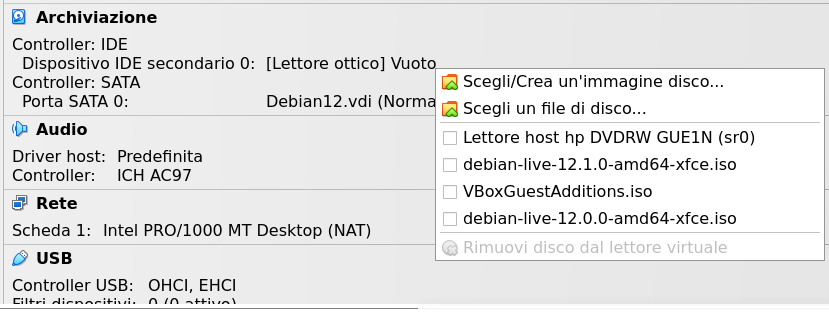 Archiviazione
Controller: IDE
Dispositivo IDE secondario 0: [Lettore ottico] Vuoto
Controller: SATA
Porta SATA 0: Debian12.vdi (Norma
Scegli/Crea un'immagine disco...
Scegli un file di disco...
Lettore host hp DVDRW GUE1N (sr0)
debian-live-12.1.0-amd64-xfce.iso
VBoxGuestAdditions.iso
debian-live-12.0.0-amd64-xfce.iso
Rimuovi disco dal lettore virtuale
Audio
Driver host: Predefinita
Controller: ICH AC97
Rete
Scheda 1: Intel PRO/1000 MT Desktop (NAT)
USB
Controller USB: OHCI, EHCI
Filtri dispositivi: 0 (0 attivo)